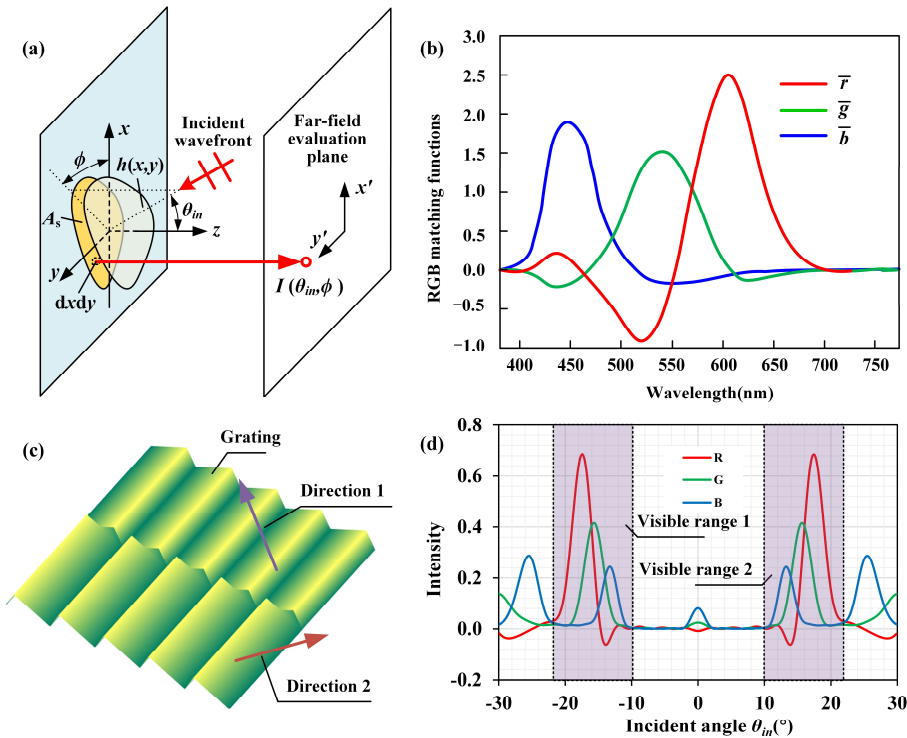 (a)
x
ϕ
h(x,y)
Incident
wavefront
θin
Far-field
evaluation
plane
x'
As
z
y
y'
dxdy
I (θin,ϕ )
(b)
RGB matching functions
3.0
2.5
2.0
1.5
1.0
0.5
0.0
−0.5
−1.0
r̅
g̅
b̅
400 450 500 550 600 650 700 750
Wavelength(nm)
(c)
Grating
Direction 1
Direction 2
(d)
Intensity
0.8
0.6
0.4
0.2
0.0
-0.2
R
G
B
Visible range 1
Visible range 2
-30 -20 -10 0 10 20 30
Incident angle θin(°)